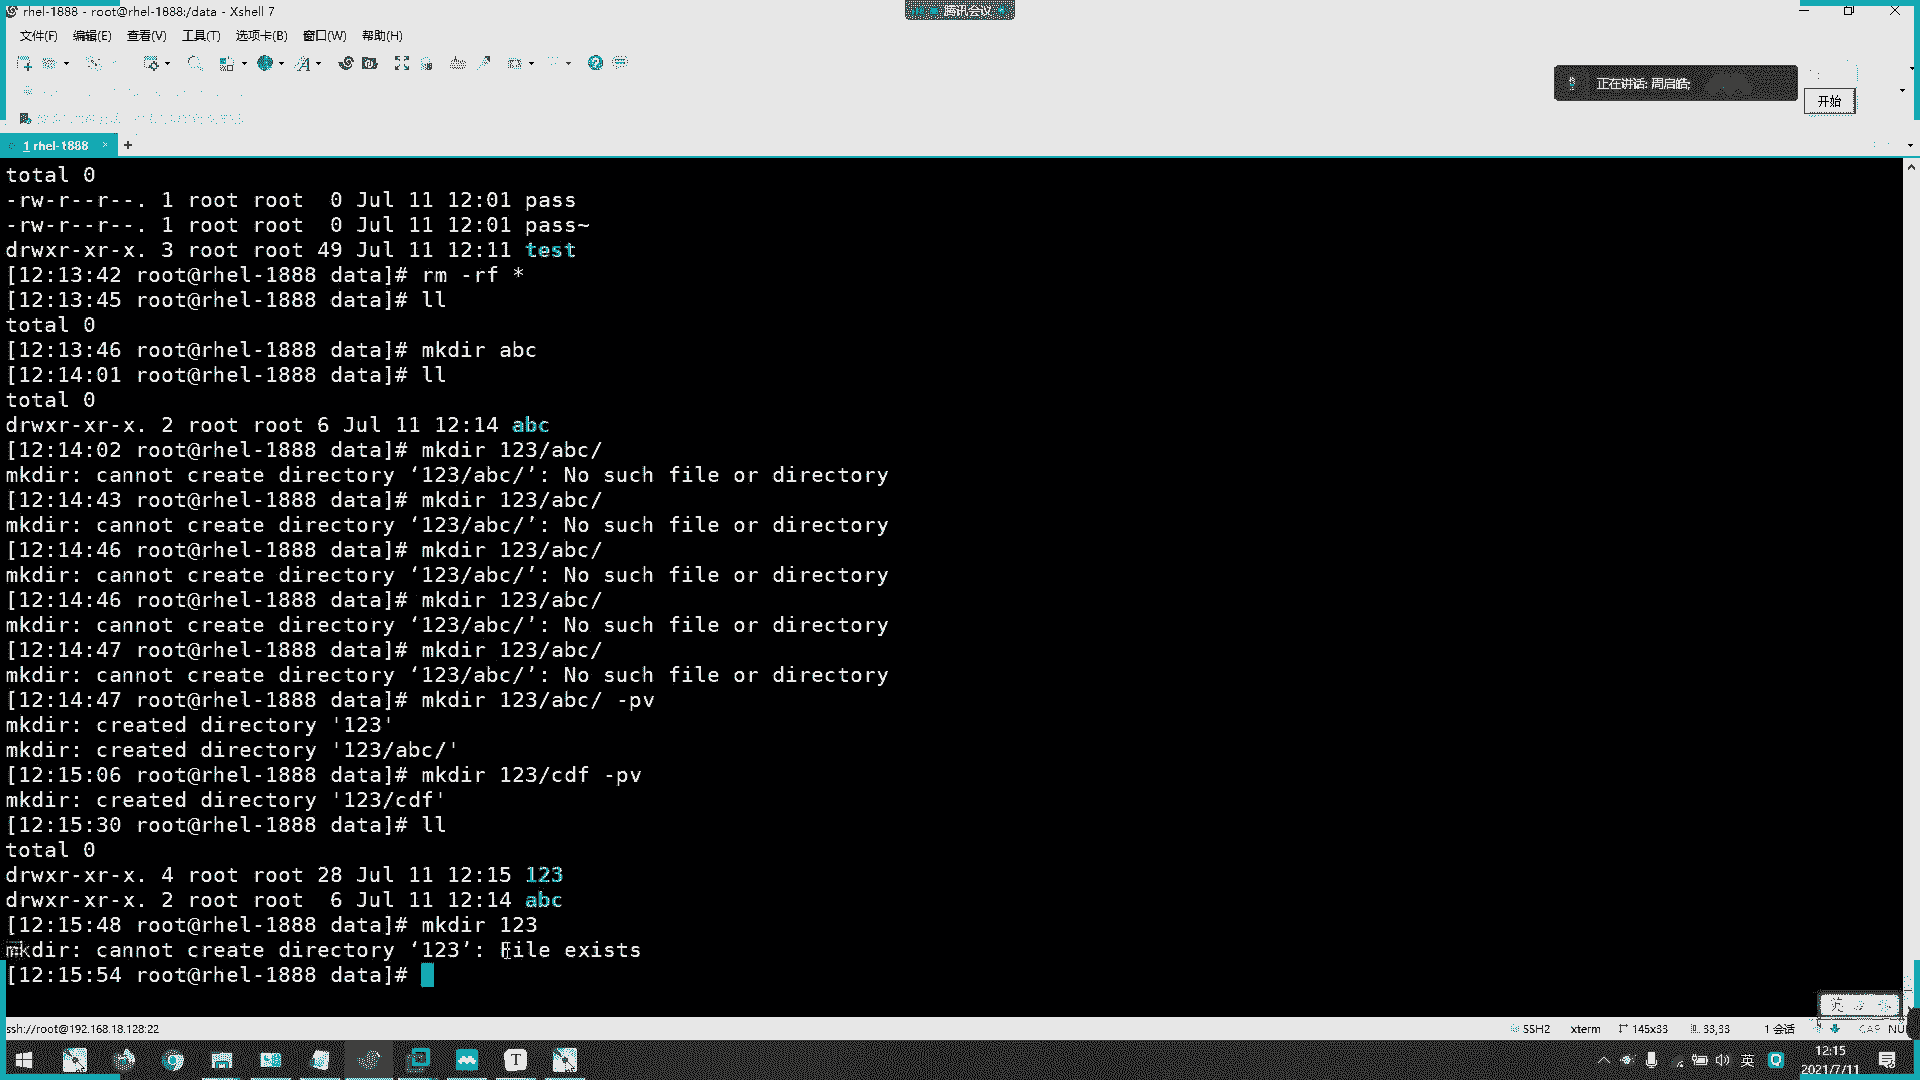 rhel-1888 - root@rhel-1888:/data - Xshell 7
腾讯会议
文件(F) 编辑(E) 查看(V) 工具(T) 选项卡(B) 窗口(W) 帮助(H)
正在讲话: 周启皓;
开始
1 rhel-1888 × +
total 0
-rw-r--r--. 1 root root  0 Jul 11 12:01 pass
-rw-r--r--. 1 root root  0 Jul 11 12:01 pass~
drwxr-xr-x. 3 root root 49 Jul 11 12:11 test
[12:13:42 root@rhel-1888 data]# rm -rf *
[12:13:45 root@rhel-1888 data]# ll
total 0
[12:13:46 root@rhel-1888 data]# mkdir abc
[12:14:01 root@rhel-1888 data]# ll
total 0
drwxr-xr-x. 2 root root 6 Jul 11 12:14 abc
[12:14:02 root@rhel-1888 data]# mkdir 123/abc/
mkdir: cannot create directory ‘123/abc/’: No such file or directory
[12:14:43 root@rhel-1888 data]# mkdir 123/abc/
mkdir: cannot create directory ‘123/abc/’: No such file or directory
[12:14:46 root@rhel-1888 data]# mkdir 123/abc/
mkdir: cannot create directory ‘123/abc/’: No such file or directory
[12:14:46 root@rhel-1888 data]# mkdir 123/abc/
mkdir: cannot create directory ‘123/abc/’: No such file or directory
[12:14:47 root@rhel-1888 data]# mkdir 123/abc/
mkdir: cannot create directory ‘123/abc/’: No such file or directory
[12:14:47 root@rhel-1888 data]# mkdir 123/abc/ -pv
mkdir: created directory '123'
mkdir: created directory '123/abc/'
[12:15:06 root@rhel-1888 data]# mkdir 123/cdf -pv
mkdir: created directory '123/cdf'
[12:15:30 root@rhel-1888 data]# ll
total 0
drwxr-xr-x. 4 root root 28 Jul 11 12:15 123
drwxr-xr-x. 2 root root  6 Jul 11 12:14 abc
[12:15:48 root@rhel-1888 data]# mkdir 123
mkdir: cannot create directory ‘123’: File exists
[12:15:54 root@rhel-1888 data]#
ssh://root@192.168.18.128:22 SSH2 xterm 145x33 33,33 1 会话 CAP NUM
英
12:15
2021/7/11